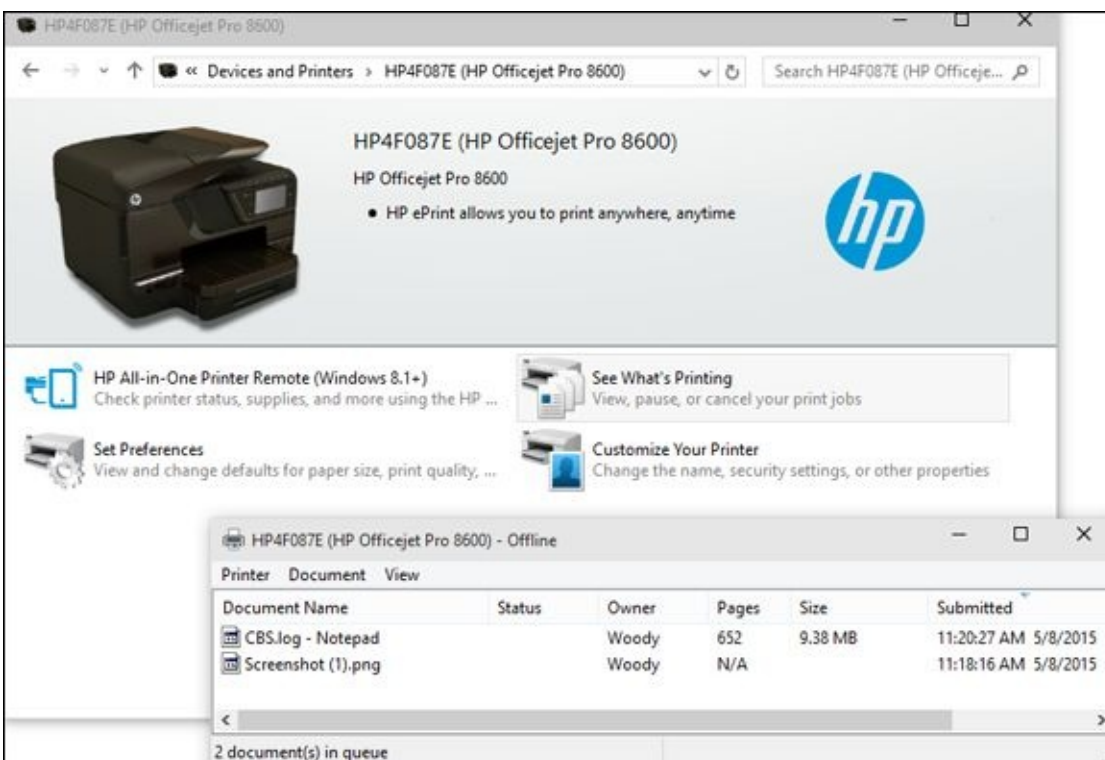 HP4F087E (HP Officejet Pro 8600)
« Devices and Printers › HP4F087E (HP Officejet Pro 8600)
Search HP4F087E (HP Officeje...
HP4F087E (HP Officejet Pro 8600)
HP Officejet Pro 8600
• HP ePrint allows you to print anywhere, anytime
hp
HP All-in-One Printer Remote (Windows 8.1+)
Check printer status, supplies, and more using the HP ...
See What's Printing
View, pause, or cancel your print jobs
Set Preferences
View and change defaults for paper size, print quality, ...
Customize Your Printer
Change the name, security settings, or other properties
HP4F087E (HP Officejet Pro 8600) - Offline
Printer Document View
Document Name Status Owner Pages Size Submitted
CBS.log - Notepad Woody 652 9.38 MB 11:20:27 AM 5/8/2015
Screenshot (1).png Woody N/A 11:18:16 AM 5/8/2015
2 document(s) in queue